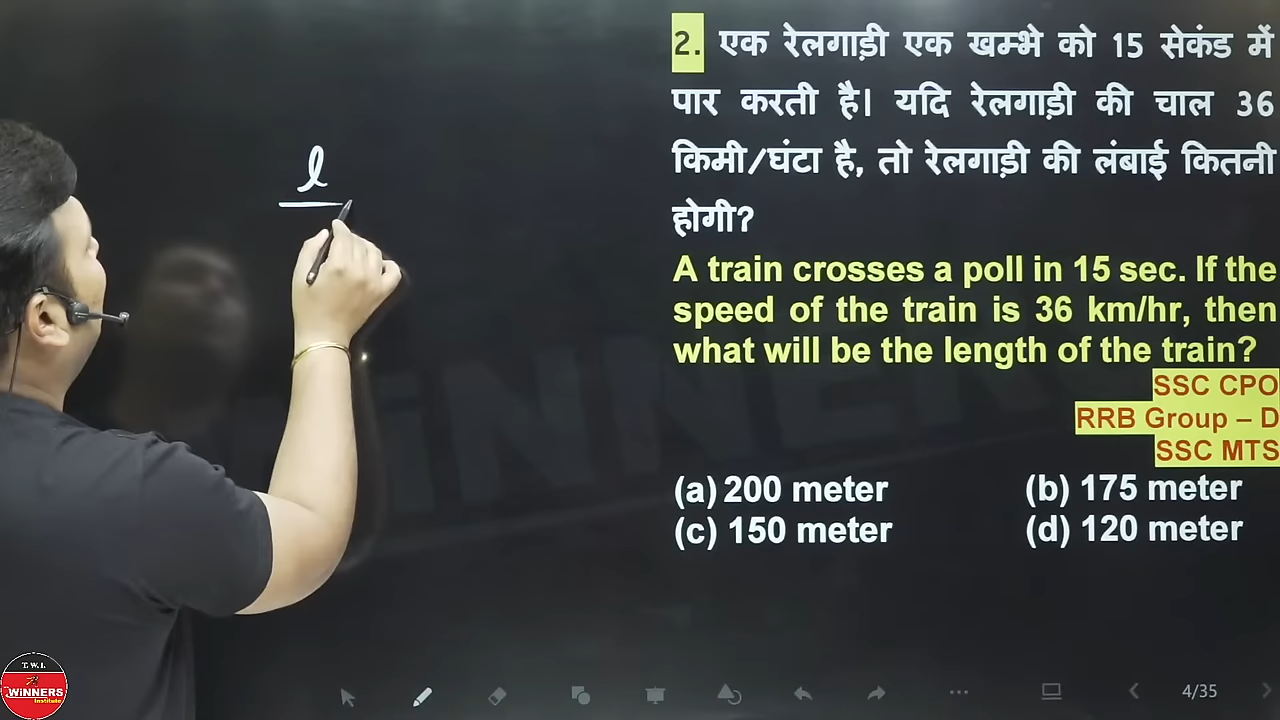 2. एक रेलगाड़ी एक खम्भे को 15 सेकंड में
पार करती है। यदि रेलगाड़ी की चाल 36
किमी/घंटा है, तो रेलगाड़ी की लंबाई कितनी
होगी?
A train crosses a poll in 15 sec. If the
speed of the train is 36 km/hr, then
what will be the length of the train?
SSC CPO
RRB Group – D
SSC MTS
(a) 200 meter (b) 175 meter
(c) 150 meter (d) 120 meter
l
T.W.I.
WINNERS
Institute
4/35